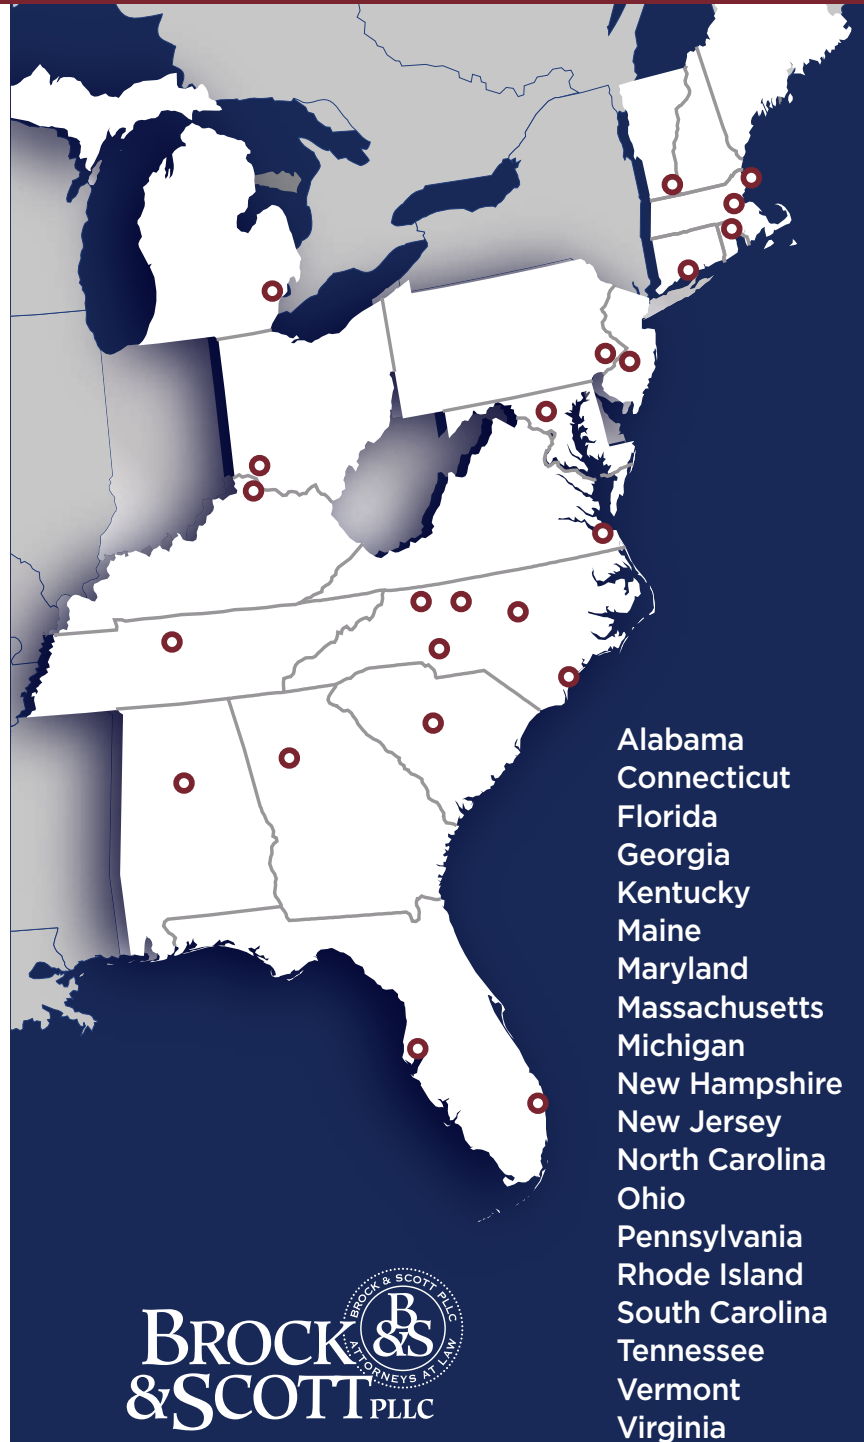 Alabama
Connecticut
Florida
Georgia
Kentucky
Maine
Maryland
Massachusetts
Michigan
New Hampshire
New Jersey
North Carolina
Ohio
Pennsylvania
Rhode Island
South Carolina
Tennessee
Vermont
Virginia
BROCK
&SCOTT PLLC
BROCK & SCOTT PLLC
B
&S
ATTORNEYS AT LAW